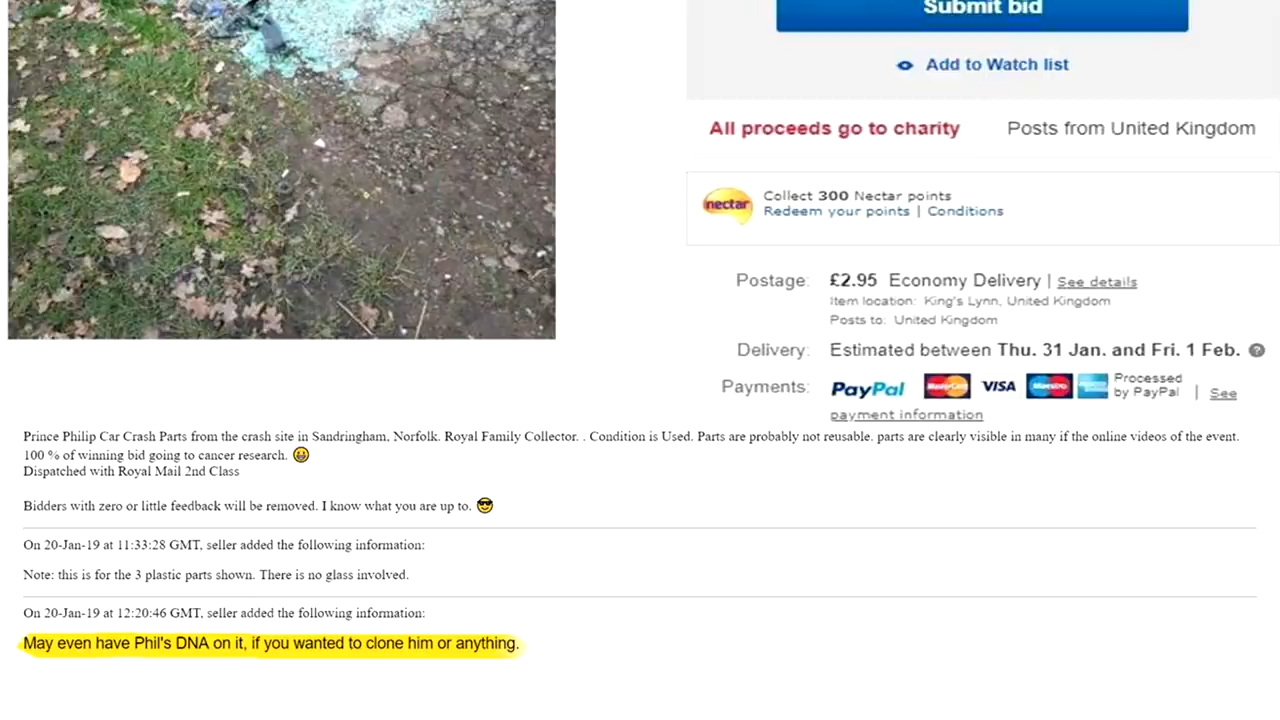 Submit bid
Add to Watch list
All proceeds go to charity
Posts from United Kingdom
nectar
Collect 300 Nectar points
Redeem your points | Conditions
Postage: £2.95 Economy Delivery | See details
Item location: King's Lynn, United Kingdom
Posts to: United Kingdom
Delivery: Estimated between Thu. 31 Jan. and Fri. 1 Feb. ?
Payments: PayPal MasterCard VISA Maestro Processed by PayPal | See
payment information
Prince Philip Car Crash Parts from the crash site in Sandringham, Norfolk. Royal Family Collector. . Condition is Used. Parts are probably not reusable. parts are clearly visible in many if the online videos of the event.
100 % of winning bid going to cancer research. 😀
Dispatched with Royal Mail 2nd Class
Bidders with zero or little feedback will be removed. I know what you are up to. 😎
On 20-Jan-19 at 11:33:28 GMT, seller added the following information:
Note: this is for the 3 plastic parts shown. There is no glass involved.
On 20-Jan-19 at 12:20:46 GMT, seller added the following information:
May even have Phil's DNA on it, if you wanted to clone him or anything.